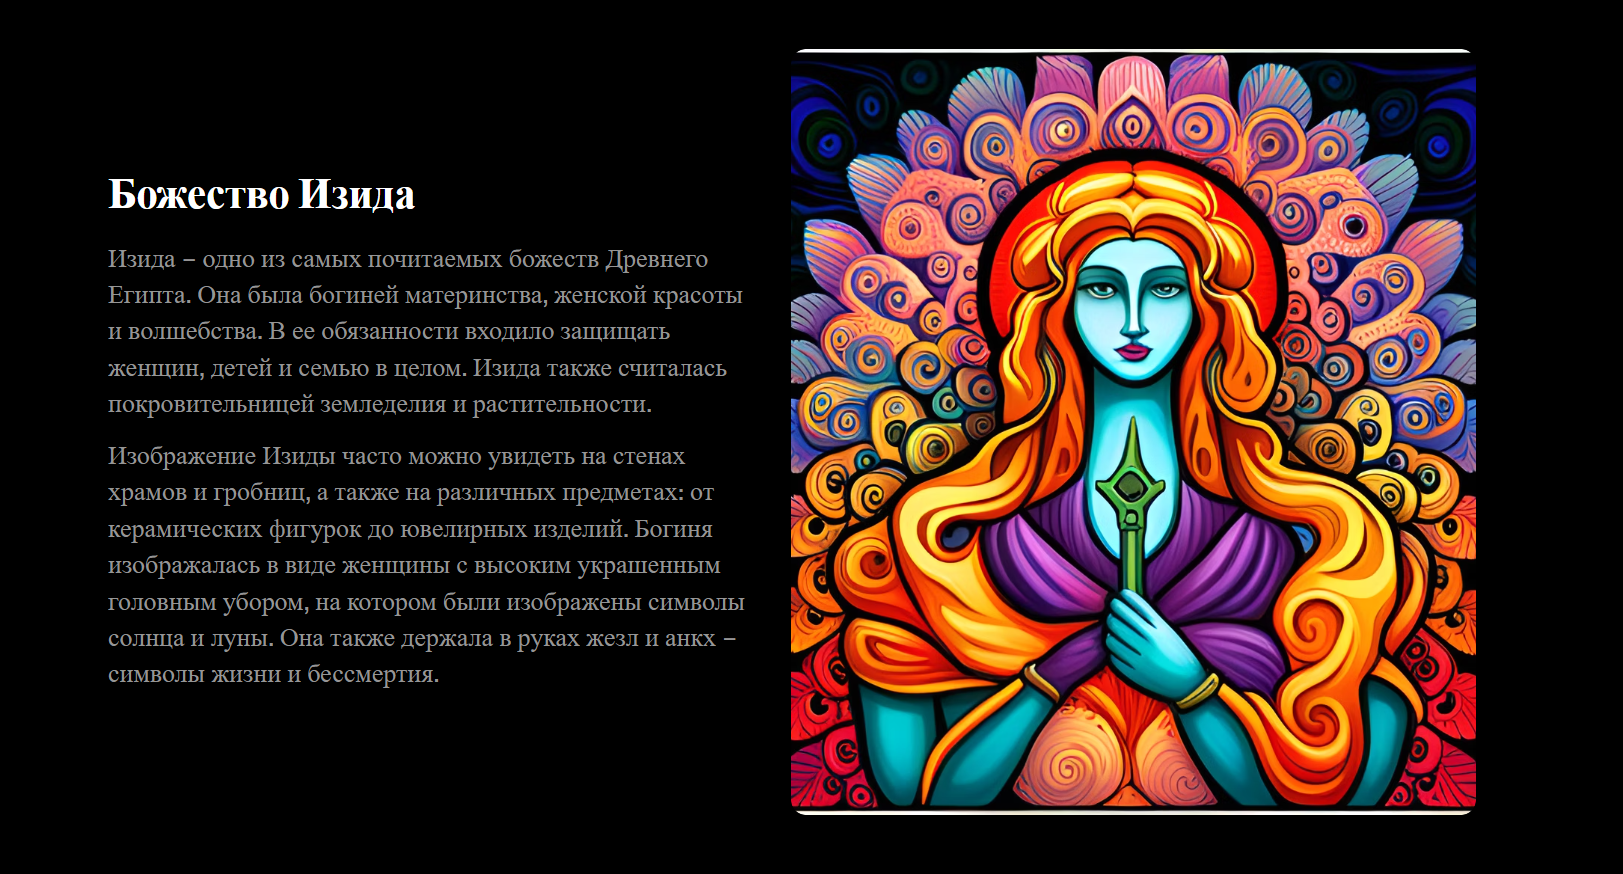 Божество Изида
Изида – одно из самых почитаемых божеств Древнего
Египта. Она была богиней материнства, женской красоты
и волшебства. В ее обязанности входило защищать
женщин, детей и семью в целом. Изида также считалась
покровительницей земледелия и растительности.
Изображение Изиды часто можно увидеть на стенах
храмов и гробниц, а также на различных предметах: от
керамических фигурок до ювелирных изделий. Богиня
изображалась в виде женщины с высоким украшенным
головным убором, на котором были изображены символы
солнца и луны. Она также держала в руках жезл и анкх –
символы жизни и бессмертия.